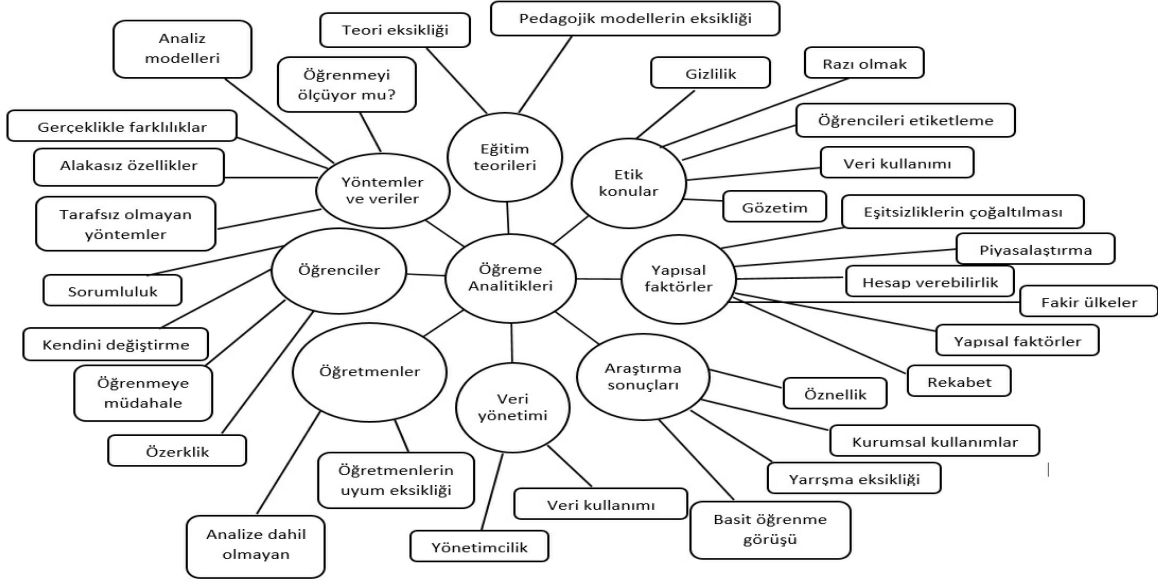 Analiz
modelleri
Teori eksikliği
Pedagojik modellerin eksikliği
Öğrenmeyi
ölçüyor mu?
Gizlilik
Razı olmak
Gerçeklikle farklılıklar
Öğrencileri etiketleme
Alakasız özellikler
Eğitim
teorileri
Etik
konular
Veri kullanımı
Yöntemler
ve veriler
Tarafsız olmayan
yöntemler
Gözetim
Eşitsizliklerin çoğaltılması
Piyasalaştırma
Öğrenciler
Öğreme
Analitikleri
Yapısal
faktörler
Hesap verebilirlik
Sorumluluk
Fakir ülkeler
Kendini değiştirme
Yapısal faktörler
Öğretmenler
Veri
yönetimi
Araştırma
sonuçları
Öğrenmeye
müdahale
Rekabet
Öznellik
Özerklik
Kurumsal kullanımlar
Öğretmenlerin
uyum eksikliği
Yarrşma eksikliği
Veri kullanımı
Basit öğrenme
görüşü
Analize dahil
olmayan
Yönetimcilik